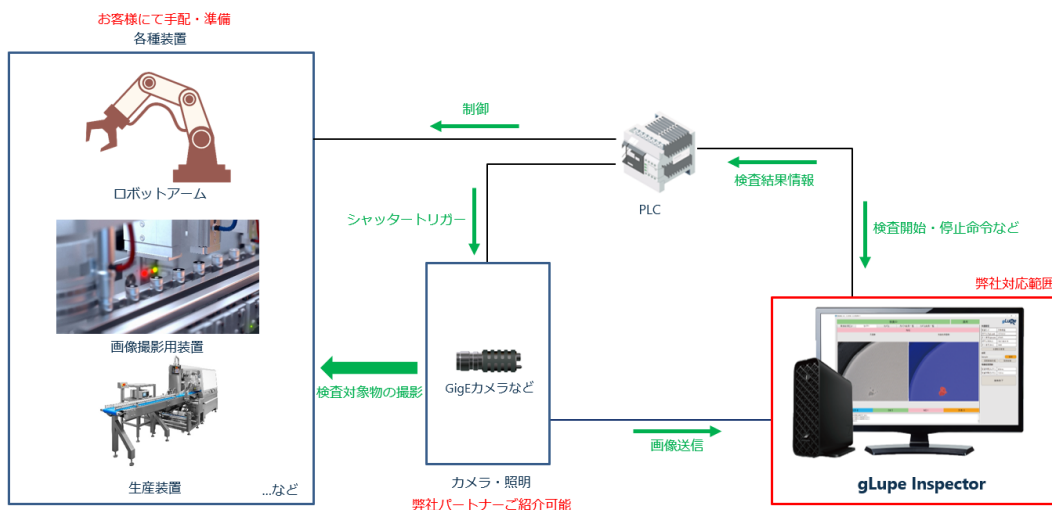 お客様にて手配・準備
各種装置
ロボットアーム
画像撮影用装置
生産装置
...など
制御
シャッタートリガー
PLC
検査結果情報
検査開始・停止命令など
検査対象物の撮影
GigEカメラなど
カメラ・照明
弊社パートナーご紹介可能
画像送信
弊社対応範囲
gLupe Inspector